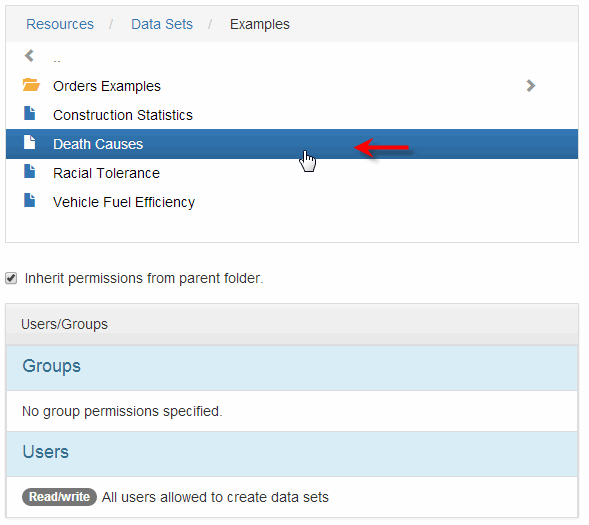 Resources / Data Sets / Examples
..
Orders Examples
Construction Statistics
Death Causes
Racial Tolerance
Vehicle Fuel Efficiency
Inherit permissions from parent folder.
Users/Groups
Groups
No group permissions specified.
Users
Read/write All users allowed to create data sets